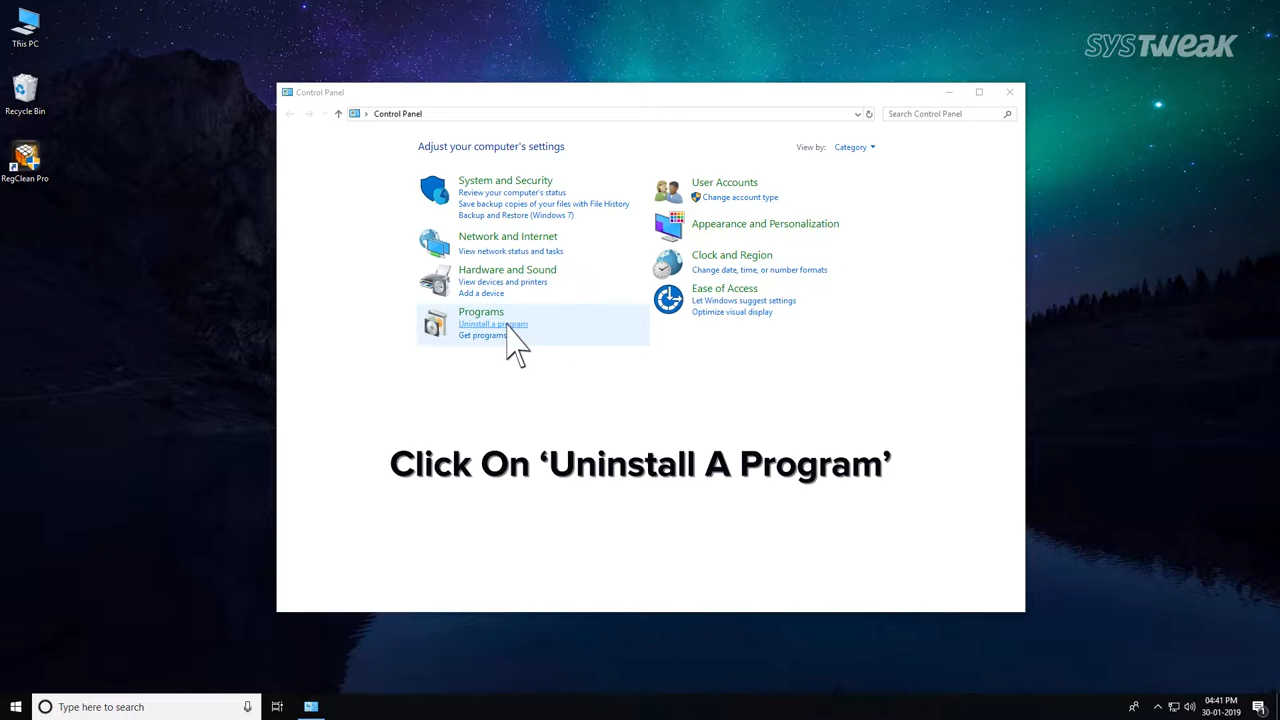 This PC
Recycle Bin
RegClean Pro
SYSTWEAK
Control Panel
Control Panel
Search Control Panel
Adjust your computer's settings
View by: Category
System and Security
Review your computer's status
Save backup copies of your files with File History
Backup and Restore (Windows 7)
Network and Internet
View network status and tasks
Hardware and Sound
View devices and printers
Add a device
Programs
Uninstall a program
Get programs
User Accounts
Change account type
Appearance and Personalization
Clock and Region
Change date, time, or number formats
Ease of Access
Let Windows suggest settings
Optimize visual display
Click On ‘Uninstall A Program’
Type here to search
04:41 PM
30-01-2019
1